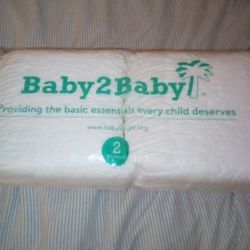 Baby2Baby
Providing the basic essentials every child deserves
2